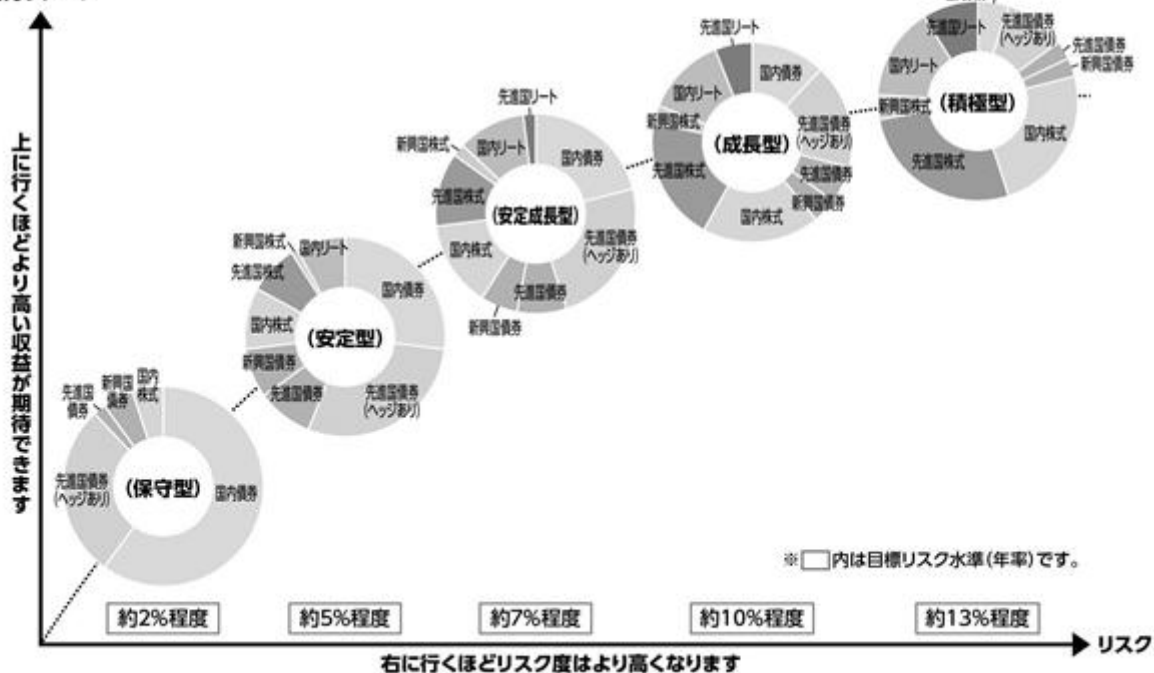 上に行くほどより高い収益が期待できます
先進国リート
先進国債券
(ヘッジあり)
先進国債券
新興国債券
国内リート
(積極型)
新興国株式
先進国株式
国内株式
先進国リート
国内債券
国内リート
先進国債券
(ヘッジあり)
新興国株式
(成長型)
先進国株式
先進国債券
新興国債券
国内株式
先進国リート
新興国株式
国内リート
国内債券
先進国株式
(安定成長型)
国内株式
先進国債券
(ヘッジあり)
先進国債券
新興国債券
新興国株式
国内リート
先進国株式
国内債券
国内株式
(安定型)
新興国債券
先進国債券
先進国債券
(ヘッジあり)
先進国
債券
新興国
債券
国内
株式
先進国債券
(ヘッジあり)
(保守型)
国内債券
※□内は目標リスク水準(年率)です。
約2%程度
約5%程度
約7%程度
約10%程度
約13%程度
リスク
右に行くほどリスク度はより高くなります